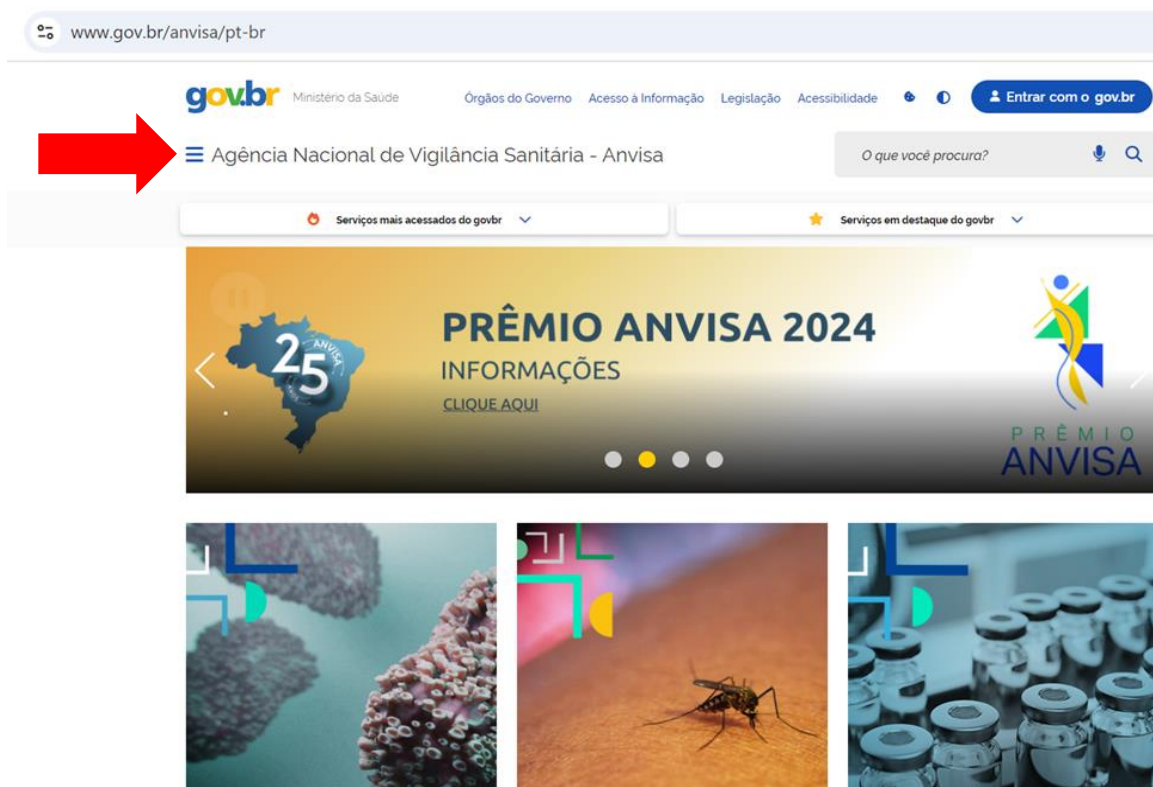 www.gov.br/anvisa/pt-br
gov.br Ministério da Saúde Órgãos do Governo Acesso à Informação Legislação Acessibilidade Entrar com o gov.br
Agência Nacional de Vigilância Sanitária - Anvisa O que você procura?
Serviços mais acessados do govbr Serviços em destaque do govbr
25 ANVISA
PRÊMIO ANVISA 2024
INFORMAÇÕES
CLIQUE AQUI
PRÊMIO
ANVISA